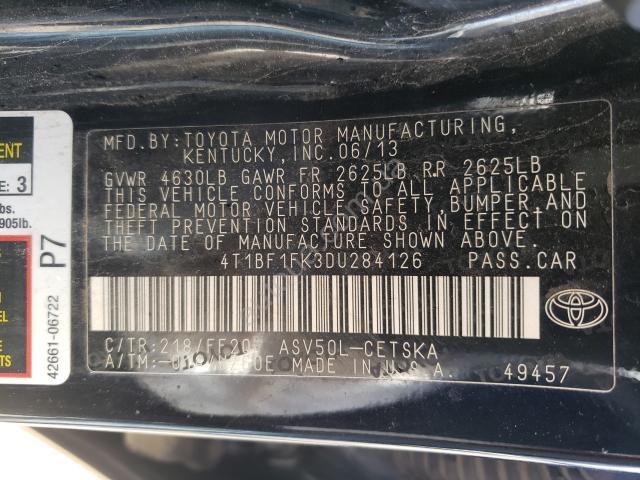 MFD.BY:TOYOTA MOTOR MANUFACTURING,
KENTUCKY,INC.06/13
GVWR 4630LB GAWR FR 2625LB RR 2625LB
THIS VEHICLE CONFORMS TO ALL APPLICABLE
FEDERAL MOTOR VEHICLE SAFETY, BUMPER,AND
THEFT PREVENTION STANDARDS IN EFFECT ON
THE DATE OF MANUFACTURE SHOWN ABOVE.
4T1BF1FK3DU284126 PASS.CAR
C/TR:218/FF20 ASV50L-CETSKA
A/TM: MADE IN U.S.A. 49457
ENT
E: 3
bs.
905lb.
P7
42661-06722